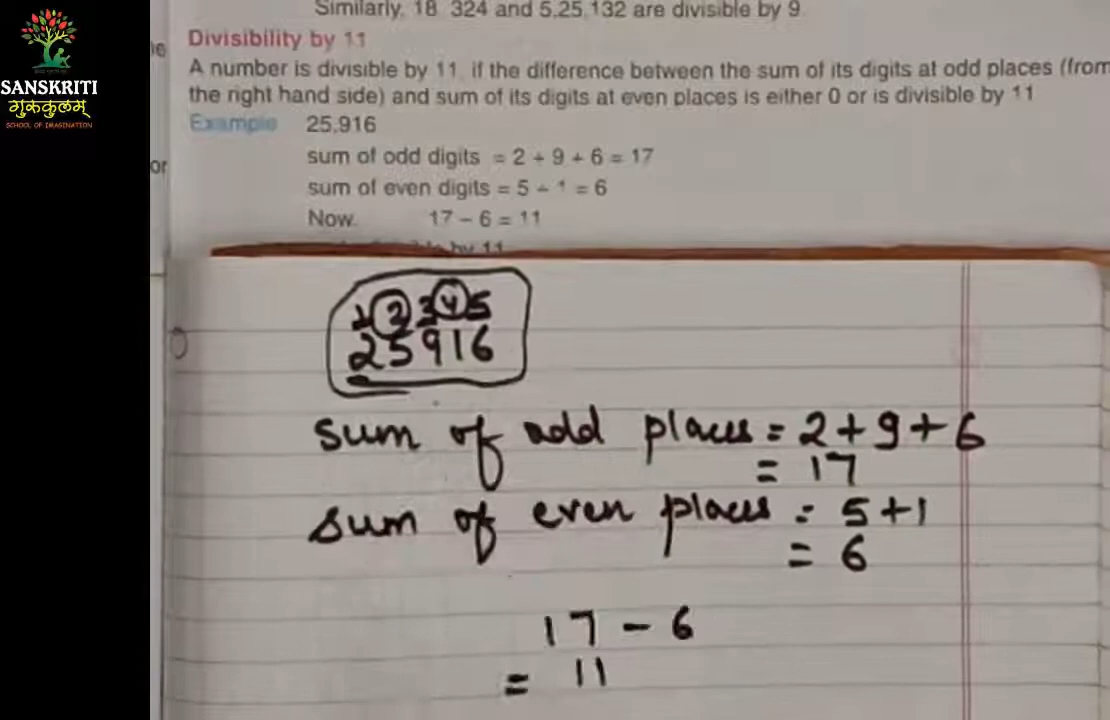 SANSKRITI
गुरुकुलम्
SCHOOL OF IMAGINATION
Similarly, 18, 324 and 5,25,132 are divisible by 9
Divisibility by 11
A number is divisible by 11, if the difference between the sum of its digits at odd places (from
the right hand side) and sum of its digits at even places is either 0 or is divisible by 11
Example 25,916
or
sum of odd digits = 2 + 9 + 6 = 17
sum of even digits = 5 + 1 = 6
Now, 17 - 6 = 11
by 11
1 2 3 4 5
25916
sum of odd places = 2+9+6
= 17
sum of even places = 5+1
= 6
17 - 6
= 11